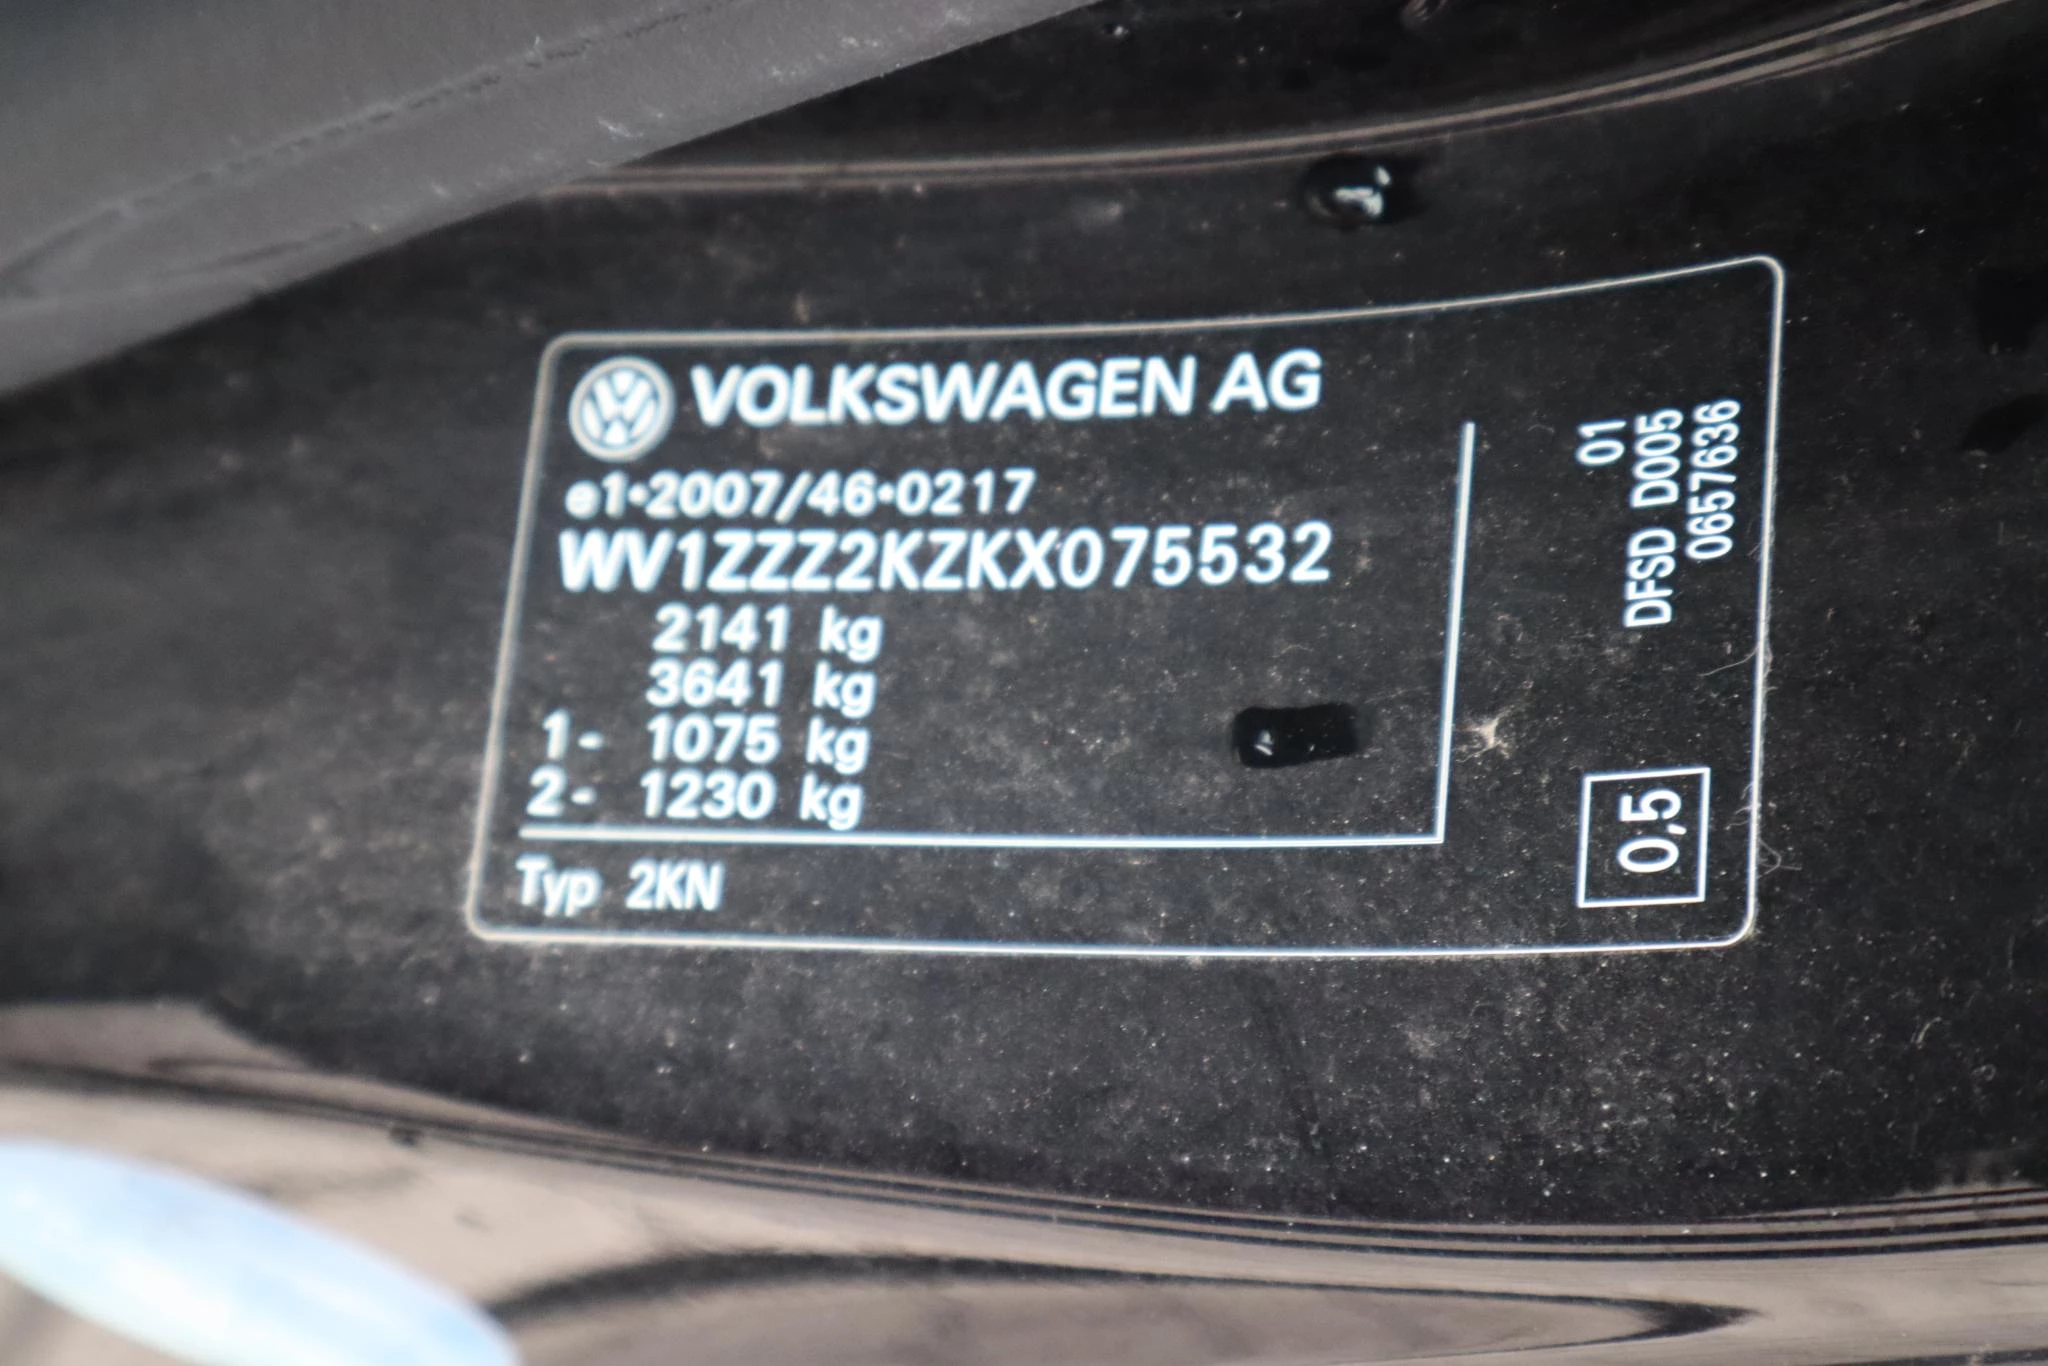 VOLKSWAGEN AG
e1*2007/46*0217
WV1ZZZ2KZKX075532
2141 kg
3641 kg
1- 1075 kg
2- 1230 kg
Typ 2KN
01
DFSD D005
0657636
0,5